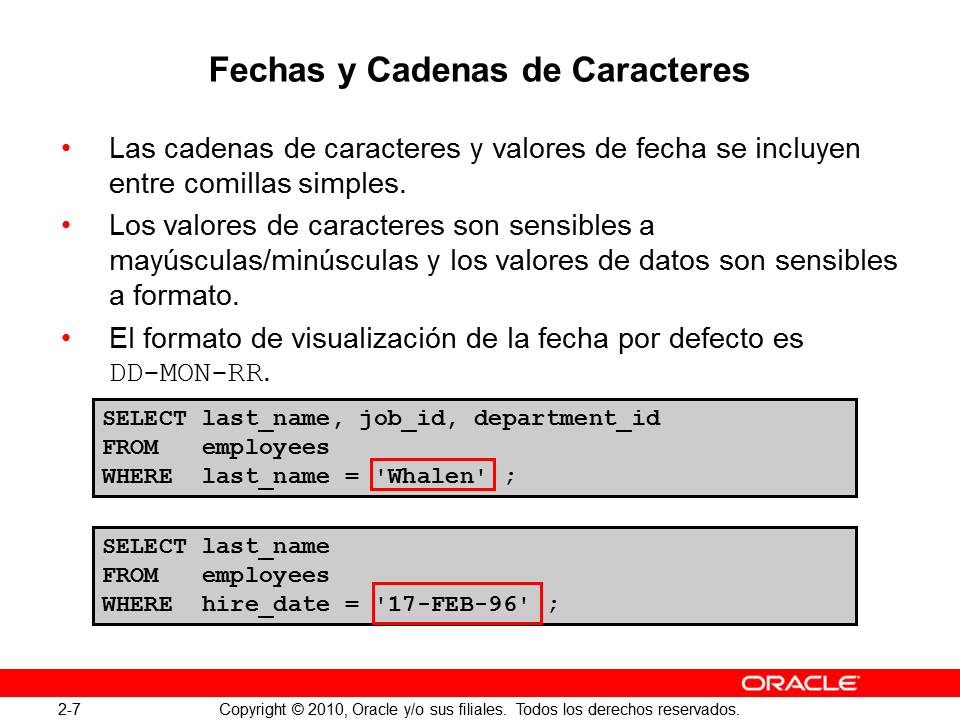 Fechas y Cadenas de Caracteres
• Las cadenas de caracteres y valores de fecha se incluyen
entre comillas simples.
• Los valores de caracteres son sensibles a
mayúsculas/minúsculas y los valores de datos son sensibles
a formato.
• El formato de visualización de la fecha por defecto es
DD-MON-RR.
SELECT last_name, job_id, department_id
FROM   employees
WHERE  last_name = 'Whalen' ;
SELECT last_name
FROM   employees
WHERE  hire_date = '17-FEB-96' ;
ORACLE
2-7 Copyright © 2010, Oracle y/o sus filiales. Todos los derechos reservados.